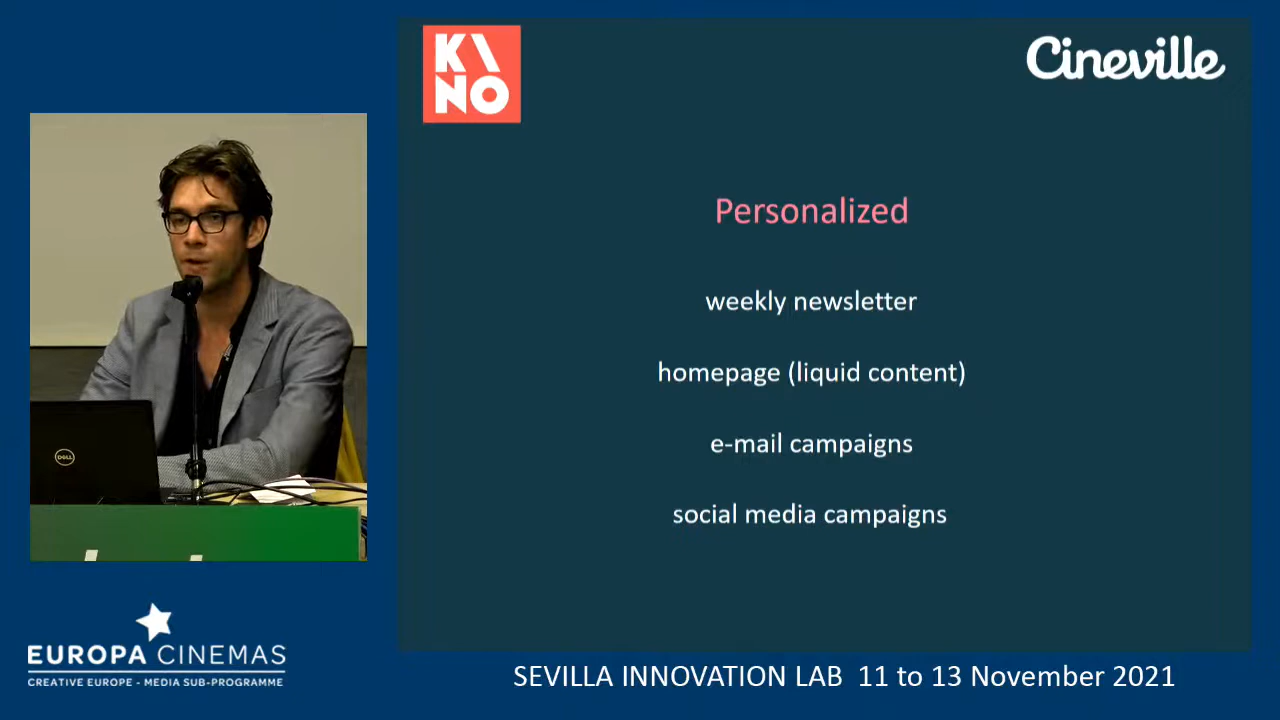 K\
NO
Cineville
Personalized
weekly newsletter
homepage (liquid content)
e-mail campaigns
social media campaigns
DELL
EUROPA CINEMAS
CREATIVE EUROPE - MEDIA SUB-PROGRAMME
SEVILLA INNOVATION LAB 11 to 13 November 2021